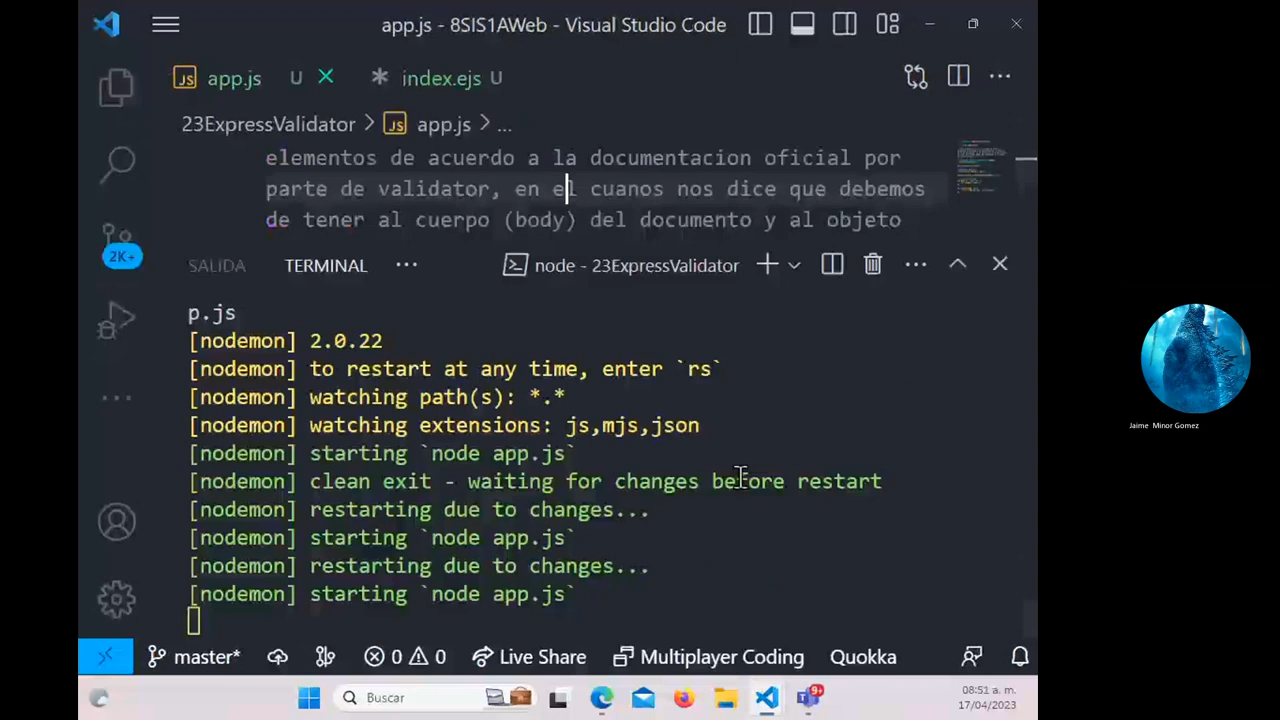 app.js - 8SIS1AWeb - Visual Studio Code
JS app.js U index.ejs U
23ExpressValidator > JS app.js > ...
elementos de acuerdo a la documentacion oficial por
parte de validator, en el cuanos nos dice que debemos
de tener al cuerpo (body) del documento y al objeto
2K+
SALIDA TERMINAL ... node - 23ExpressValidator
p.js
[nodemon] 2.0.22
[nodemon] to restart at any time, enter `rs`
[nodemon] watching path(s): *.*
[nodemon] watching extensions: js,mjs,json
[nodemon] starting `node app.js`
[nodemon] clean exit - waiting for changes before restart
[nodemon] restarting due to changes...
[nodemon] starting `node app.js`
[nodemon] restarting due to changes...
[nodemon] starting `node app.js`
master* 0 0 Live Share Multiplayer Coding Quokka
Buscar
9+
08:51 a. m.
17/04/2023
Jaime Minor Gomez